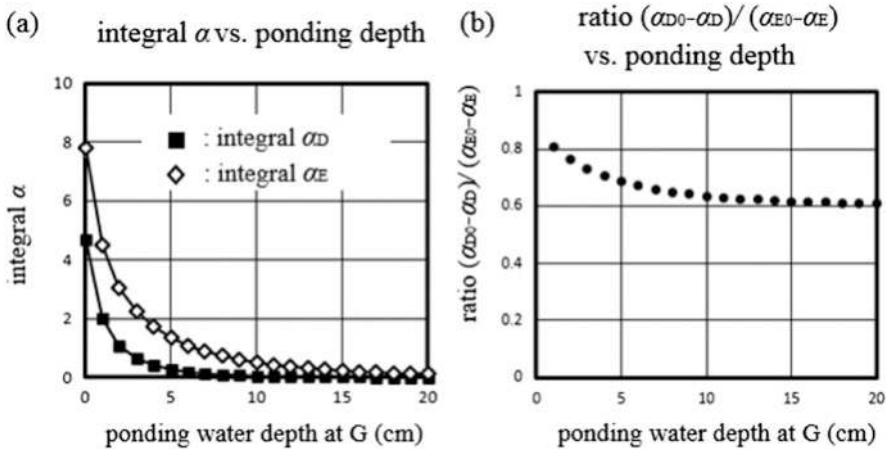 (a)
integral α vs. ponding depth
10
8
6
4
2
0
: integral αD
: integral αE
integral α
0 5 10 15 20
ponding water depth at G (cm)
(b)
ratio (αD0-αD)/(αE0-αE)
vs. ponding depth
1
0.8
0.6
0.4
0.2
0
ratio (αD0-αD)/(αE0-αE)
0 5 10 15 20
ponding water depth at G (cm)